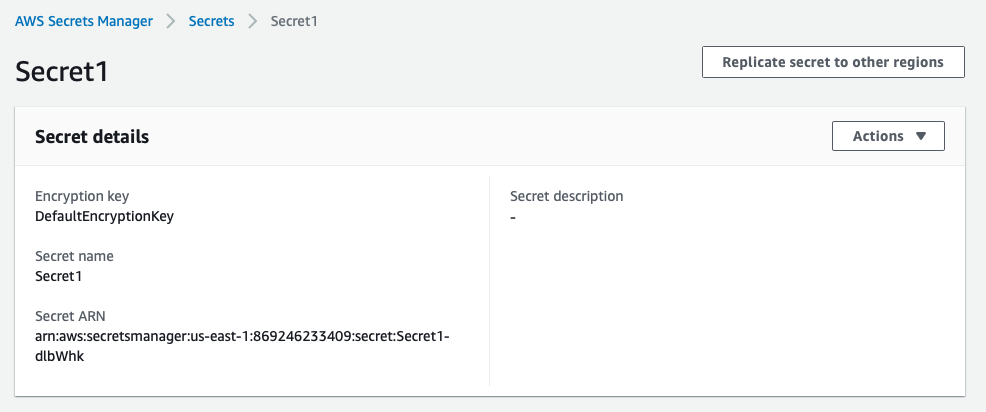 AWS Secrets Manager > Secrets > Secret1
Secret1
Replicate secret to other regions
Secret details
Actions ▼
Encryption key
DefaultEncryptionKey
Secret name
Secret1
Secret ARN
arn:aws:secretsmanager:us-east-1:869246233409:secret:Secret1-
dlbWhk
Secret description
-